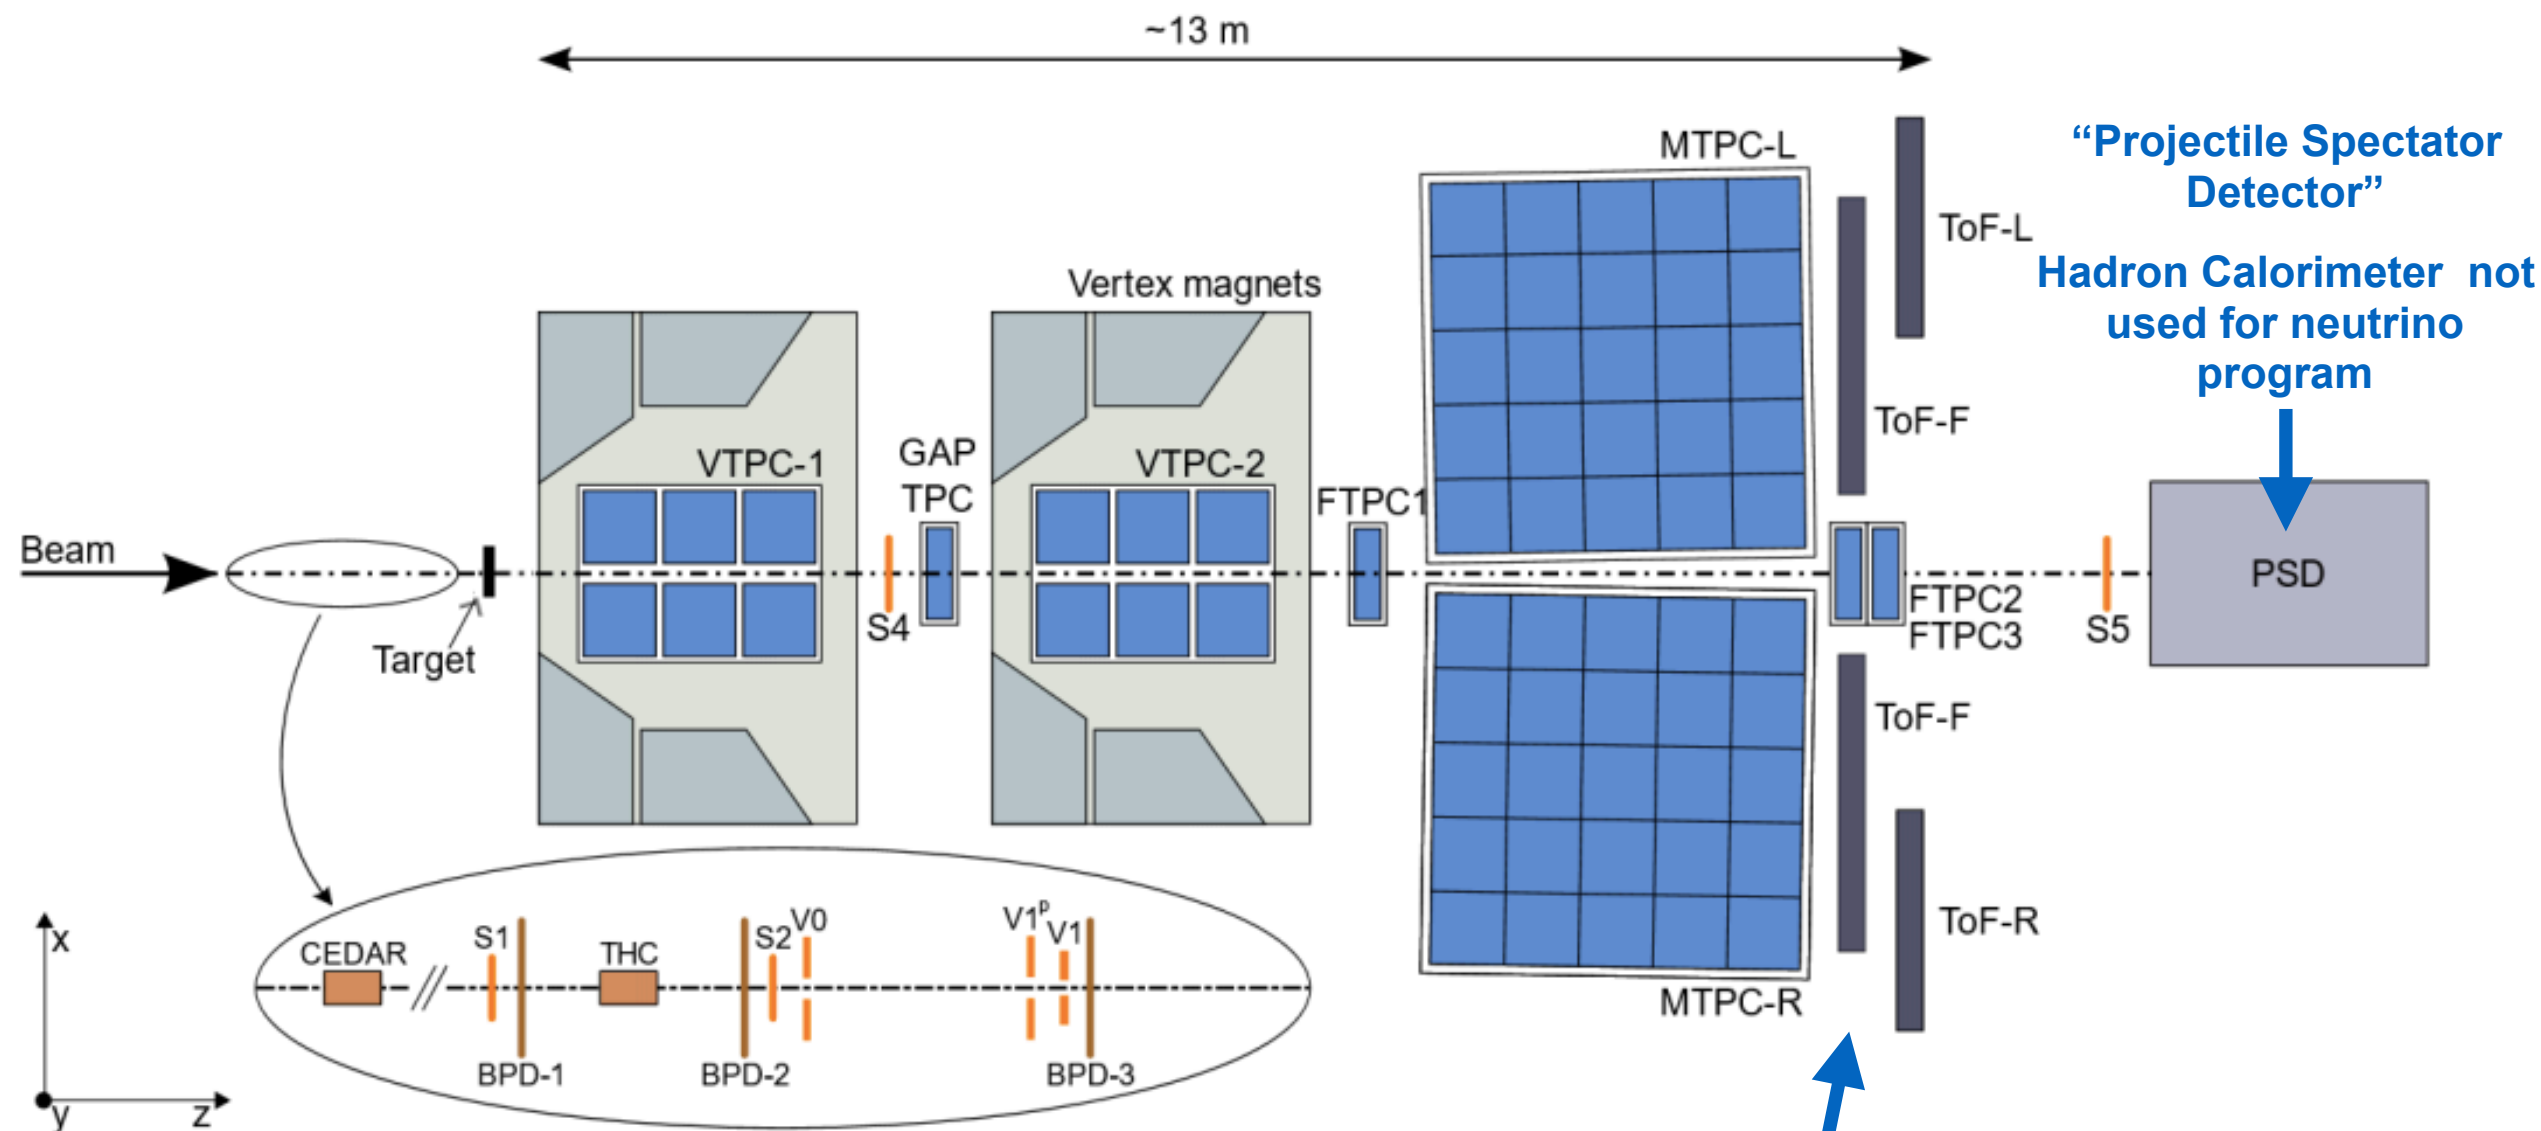 ~13 m
MTPC-L
“Projectile Spectator
Detector”
ToF-L
Hadron Calorimeter not
used for neutrino
program
Vertex magnets
ToF-F
GAP
TPC
VTPC-1
VTPC-2
FTPC1
Beam
Target
S4
FTPC2
FTPC3
S5
PSD
ToF-F
ToF-R
MTPC-R
x
y
z
CEDAR
S1
THC
S2
V0
V1ᵖ
V1
BPD-1
BPD-2
BPD-3